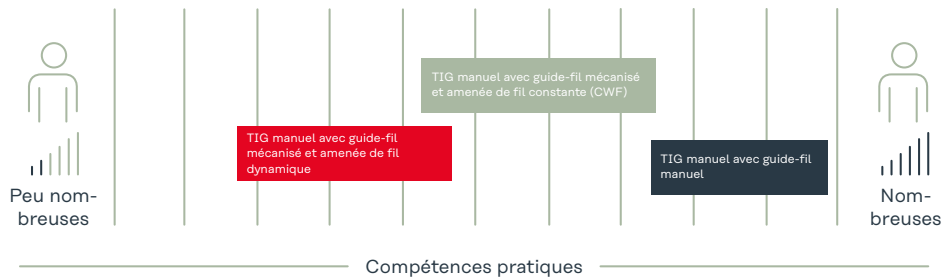 TIG manuel avec guide-fil mécanisé
et amenée de fil constante (CWF)
TIG manuel avec guide-fil
mécanisé et amenée de fil
dynamique
TIG manuel avec guide-fil
manuel
Peu nom-
breuses
Nom-
breuses
Compétences pratiques